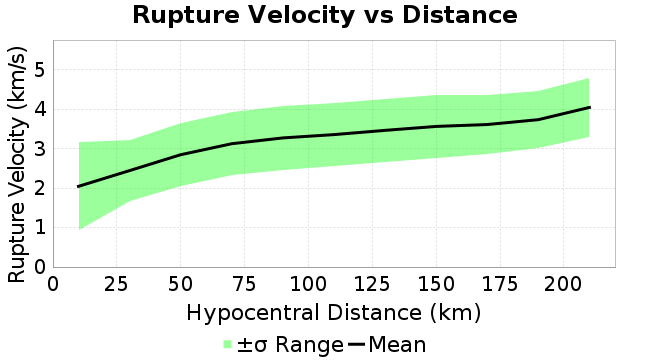 Rupture Velocity vs Distance
Rupture Velocity (km/s)
5
4
3
2
1
0
0 25 50 75 100 125 150 175 200
Hypocentral Distance (km)
±σ Range Mean